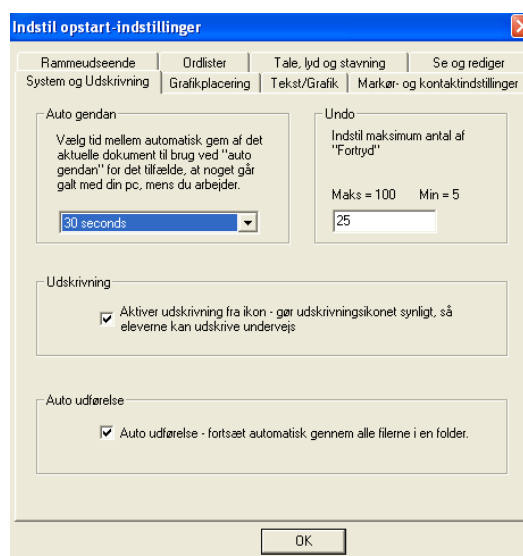 Indstil opstart-indstillinger
Rammeudseende Ordlister Tale, lyd og stavning Se og rediger
System og Udskrivning Grafikplacering Tekst/Grafik Markør- og kontaktindstillinger
Auto gendan
Vælg tid mellem automatisk gem af det
aktuelle dokument til brug ved "auto
gendan" for det tilfælde, at noget går
galt med din pc, mens du arbejder.
30 seconds
Undo
Indstil maksimum antal af
"Fortryd"
Maks = 100 Min = 5
25
Udskrivning
Aktiver udskrivning fra ikon - gør udskrivningsikonet synligt, så
eleverne kan udskrive undervejs
Auto udførelse
Auto udførelse - fortsæt automatisk gennem alle filerne i en folder.
OK